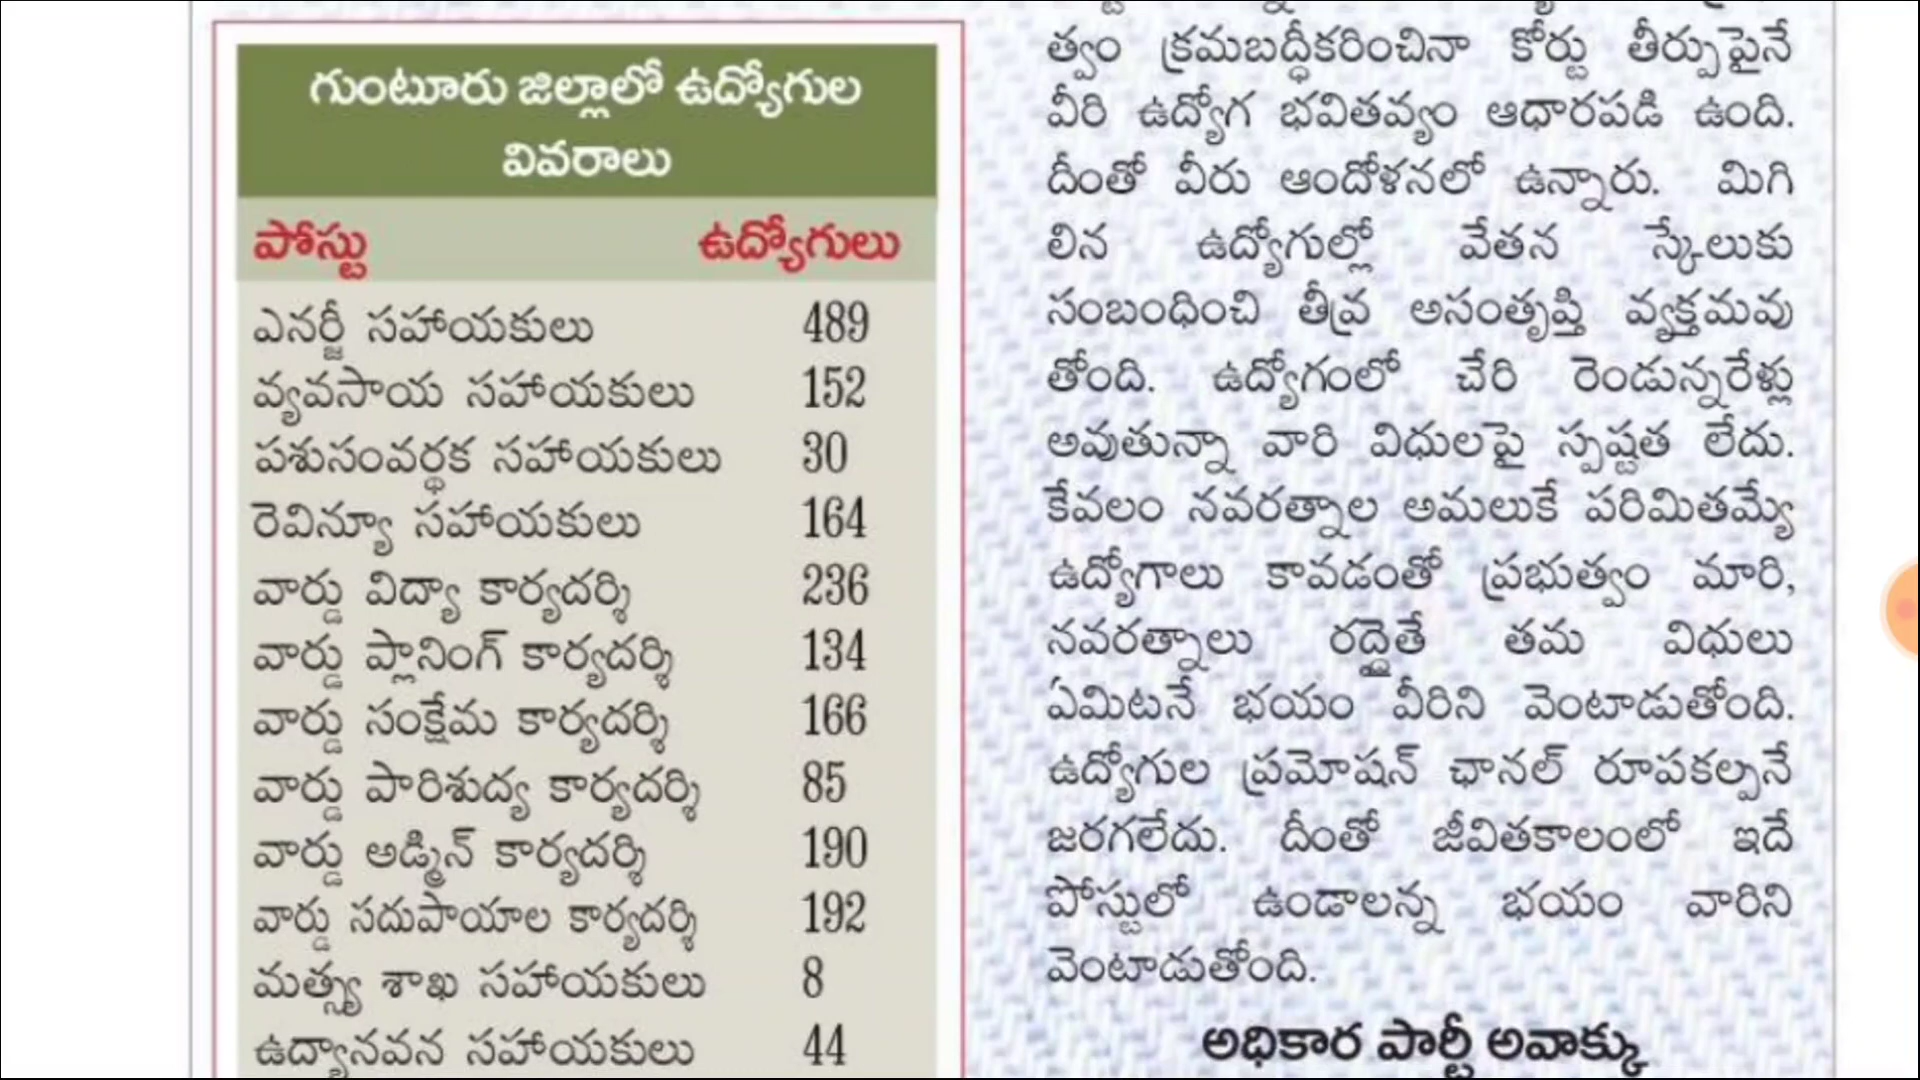 గుంటూరు జిల్లాలో ఉద్యోగుల
వివరాలు
పోస్టు ఉద్యోగులు
ఎనర్జీ సహాయకులు 489
వ్యవసాయ సహాయకులు 152
పశుసంవర్థక సహాయకులు 30
రెవిన్యూ సహాయకులు 164
వార్డు విద్యా కార్యదర్శి 236
వార్డు ప్లానింగ్ కార్యదర్శి 134
వార్డు సంక్షేమ కార్యదర్శి 166
వార్డు పారిశుద్య కార్యదర్శి 85
వార్డు అడ్మిన్ కార్యదర్శి 190
వార్డు సదుపాయాల కార్యదర్శి 192
మత్స్య శాఖ సహాయకులు 8
ఉద్యానవన సహాయకులు 44
త్వం క్రమబద్ధీకరించినా కోర్టు తీర్పుపైనే
వీరి ఉద్యోగ భవితవ్యం ఆధారపడి ఉంది.
దీంతో వీరు ఆందోళనలో ఉన్నారు. మిగి
లిన ఉద్యోగుల్లో వేతన స్కేలుకు
సంబంధించి తీవ్ర అసంతృప్తి వ్యక్తమవు
తోంది. ఉద్యోగంలో చేరి రెండున్నరేళ్లు
అవుతున్నా వారి విధులపై స్పష్టత లేదు.
కేవలం నవరత్నాల అమలుకే పరిమితమ్యే
ఉద్యోగాలు కావడంతో ప్రభుత్వం మారి,
నవరత్నాలు రద్దైతే తమ విధులు
ఏమిటనే భయం వీరిని వెంటాడుతోంది.
ఉద్యోగుల ప్రమోషన్ ఛానల్ రూపకల్పనే
జరగలేదు. దీంతో జీవితకాలంలో ఇదే
పోస్టులో ఉండాలన్న భయం వారిని
వెంటాడుతోంది.
అధికార పార్టీ అవాక్కు